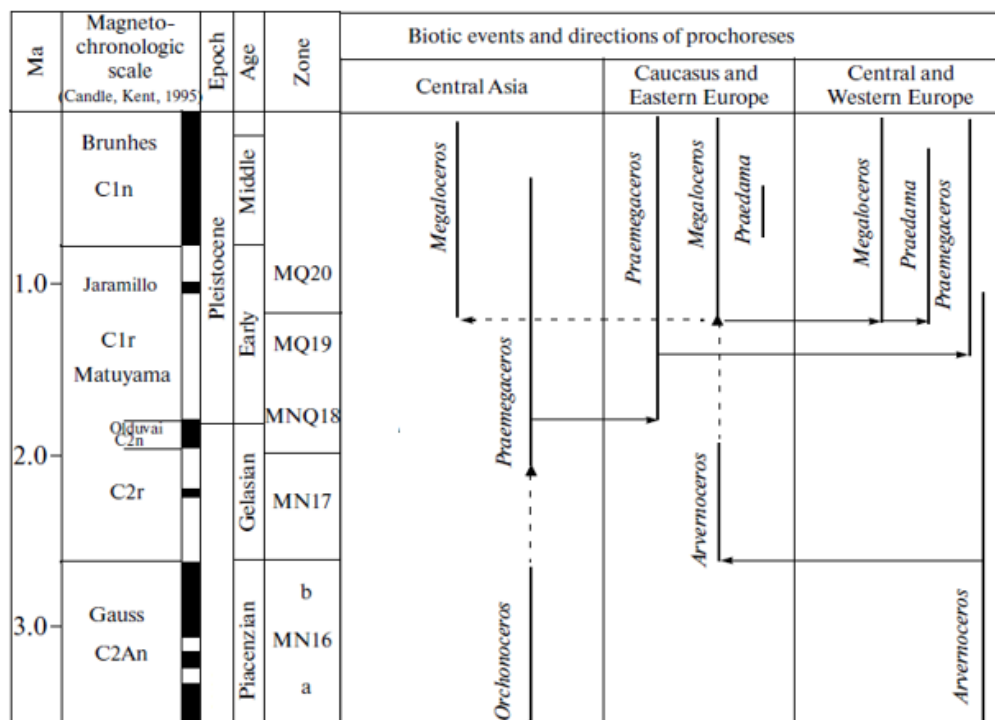 Ma
Magneto-
chronologic
scale
(Candle, Kent, 1995)
Epoch
Age
Zone
Biotic events and directions of prochoreses
Central Asia
Caucasus and
Eastern Europe
Central and
Western Europe
Brunhes
C1n
1.0
Jaramillo
C1r
Matuyama
Olduvai
C2n
2.0
C2r
Gauss
3.0
C2An
Pleistocene
Middle
Early
Gelasian
Piacenzian
MQ20
MQ19
MNQ18
MN17
b
MN16
a
Megaloceros
Praemegaceros
Orchonoceros
Praemegaceros
Megaloceros
Praedama
Arvernoceros
Megaloceros
Praedama
Praemegaceros
Arvernoceros